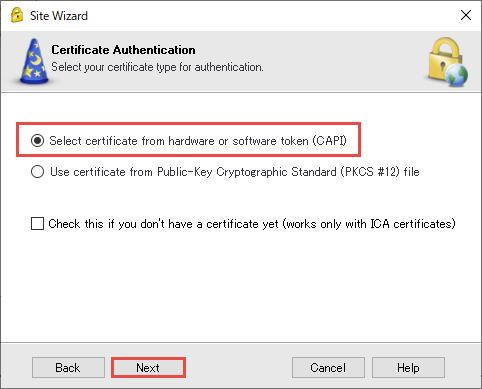 Site Wizard
Certificate Authentication
Select your certificate type for authentication.
Select certificate from hardware or software token (CAPI)
Use certificate from Public-Key Cryptographic Standard (PKCS #12) file
Check this if you don't have a certificate yet (works only with ICA certificates)
Back
Next
Cancel
Help